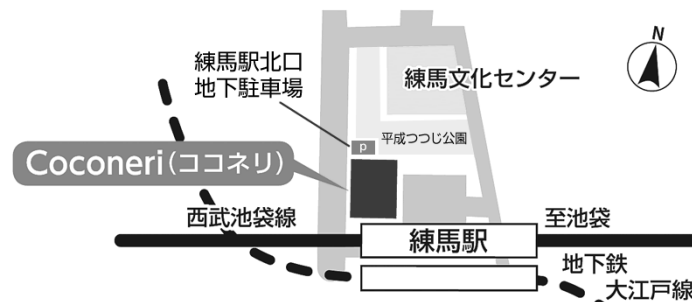 N
練馬駅北口
地下駐車場
練馬文化センター
P
平成つつじ公園
Coconeri(ココネリ)
西武池袋線
至池袋
練馬駅
地下鉄
大江戸線